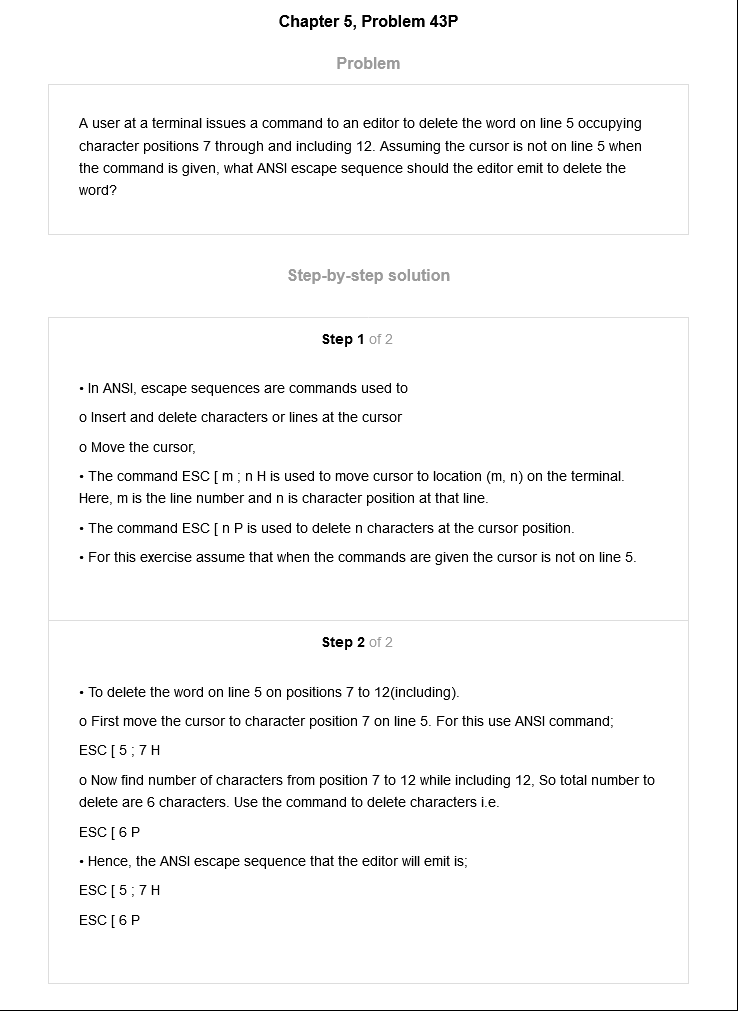 Chapter 5, Problem 43P
Problem
A user at a terminal issues a command to an editor to delete the word on line 5 occupying
character positions 7 through and including 12. Assuming the cursor is not on line 5 when
the command is given, what ANSI escape sequence should the editor emit to delete the
word?
Step-by-step solution
Step 1 of 2
• In ANSI, escape sequences are commands used to
o Insert and delete characters or lines at the cursor
o Move the cursor,
• The command ESC [ m ; n H is used to move cursor to location (m, n) on the terminal.
Here, m is the line number and n is character position at that line.
• The command ESC [ n P is used to delete n characters at the cursor position.
• For this exercise assume that when the commands are given the cursor is not on line 5.
Step 2 of 2
• To delete the word on line 5 on positions 7 to 12(including).
o First move the cursor to character position 7 on line 5. For this use ANSI command;
ESC [ 5 ; 7 H
o Now find number of characters from position 7 to 12 while including 12, So total number to
delete are 6 characters. Use the command to delete characters i.e.
ESC [ 6 P
• Hence, the ANSI escape sequence that the editor will emit is;
ESC [ 5 ; 7 H
ESC [ 6 P